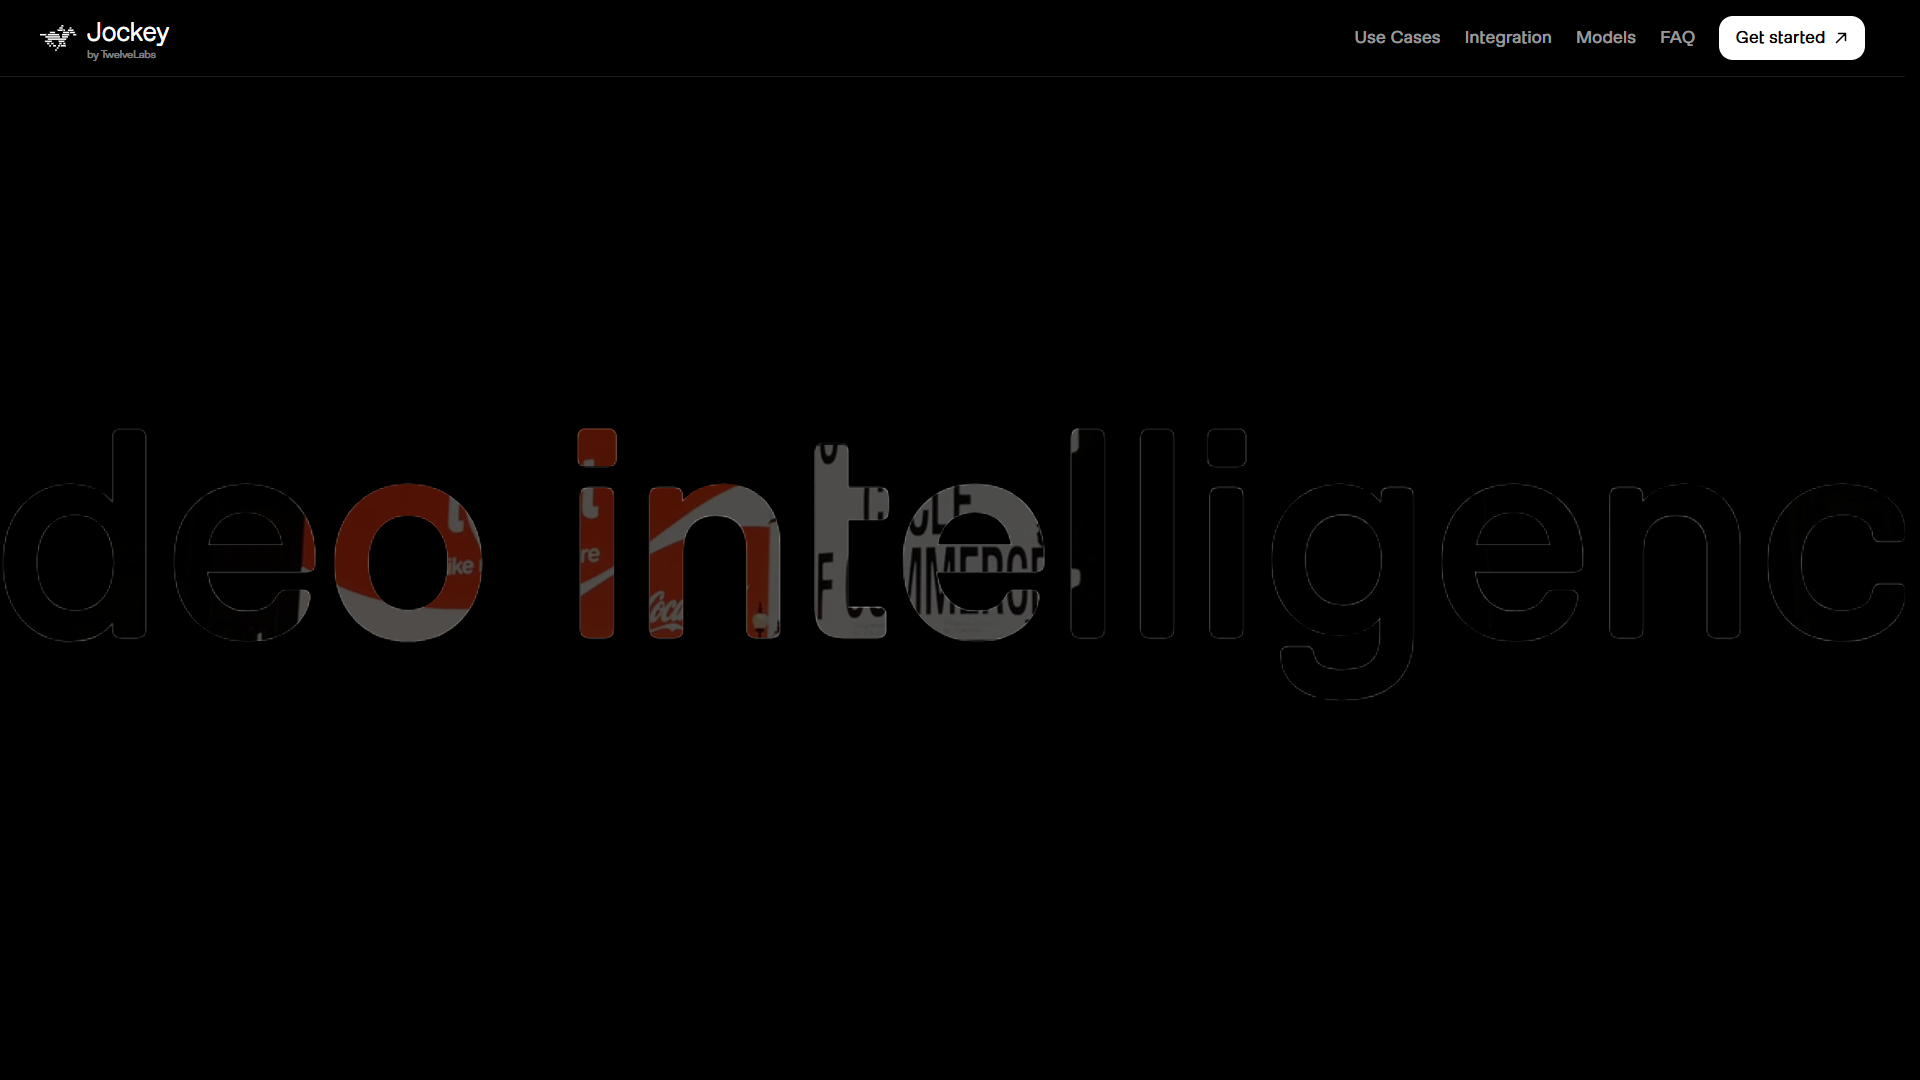 Jockey
by TwelveLabs
Use Cases
Integration
Models
FAQ
Get started
deo intelligenc